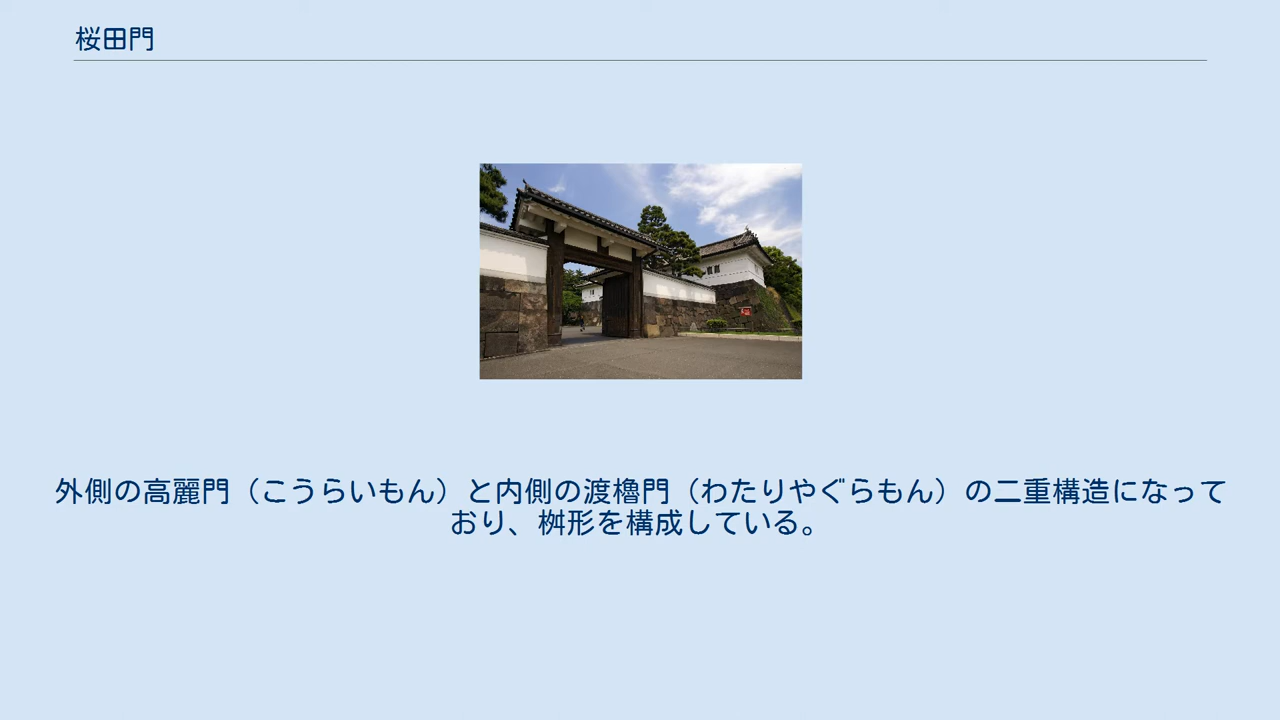 桜田門
外側の高麗門（こうらいもん）と内側の渡櫓門（わたりやぐらもん）の二重構造になって
おり、桝形を構成している。